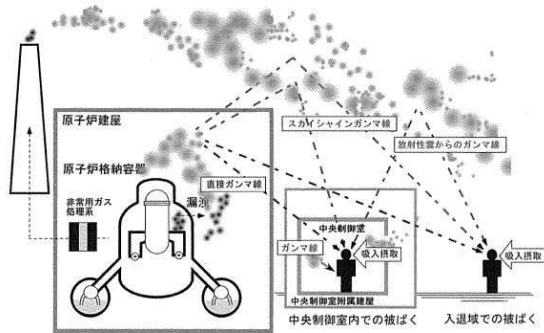 原子炉建屋
原子炉格納容器
直接ガンマ線
漏洩
非常用ガス
処理系
スカイシャインガンマ線
放射性雲からのガンマ線
中央制御室
ガンマ線
吸入摂取
吸入摂取
中央制御室附属建屋
中央制御室内での被ばく
入退域での被ばく